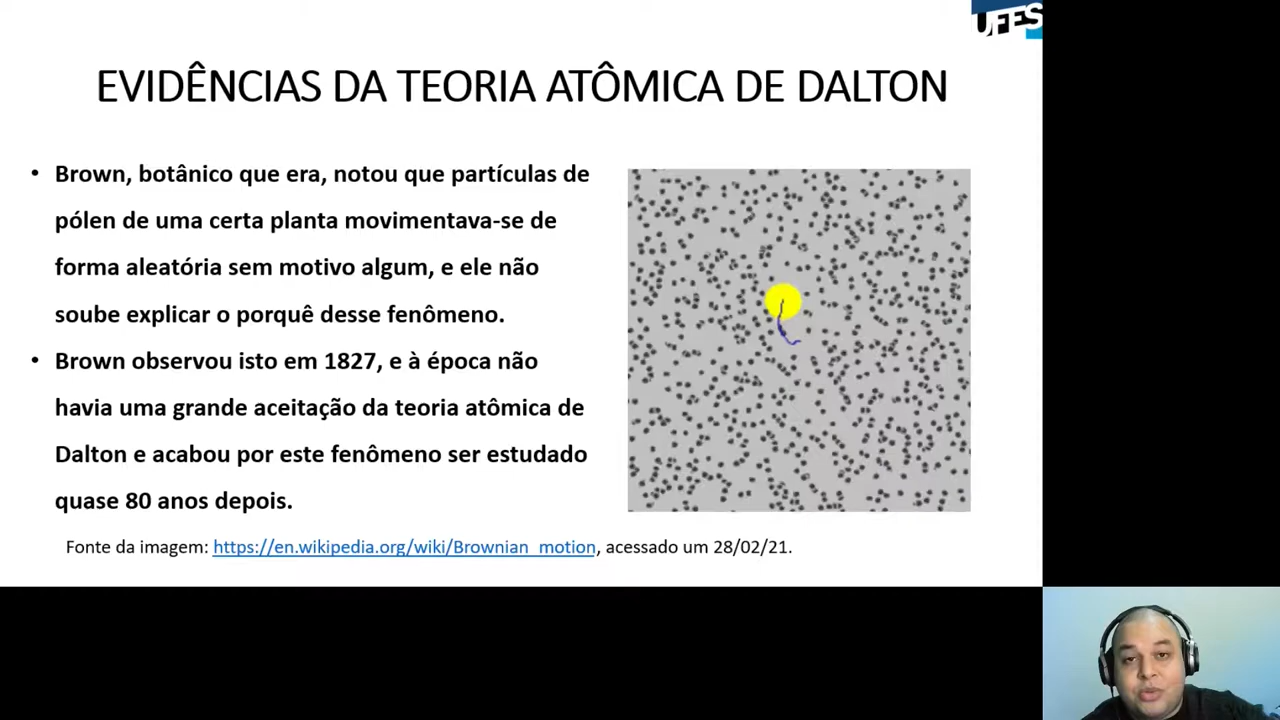 UFES
EVIDÊNCIAS DA TEORIA ATÔMICA DE DALTON
• Brown, botânico que era, notou que partículas de
pólen de uma certa planta movimentava-se de
forma aleatória sem motivo algum, e ele não
soube explicar o porquê desse fenômeno.
• Brown observou isto em 1827, e à época não
havia uma grande aceitação da teoria atômica de
Dalton e acabou por este fenômeno ser estudado
quase 80 anos depois.
Fonte da imagem: https://en.wikipedia.org/wiki/Brownian_motion, acessado um 28/02/21.